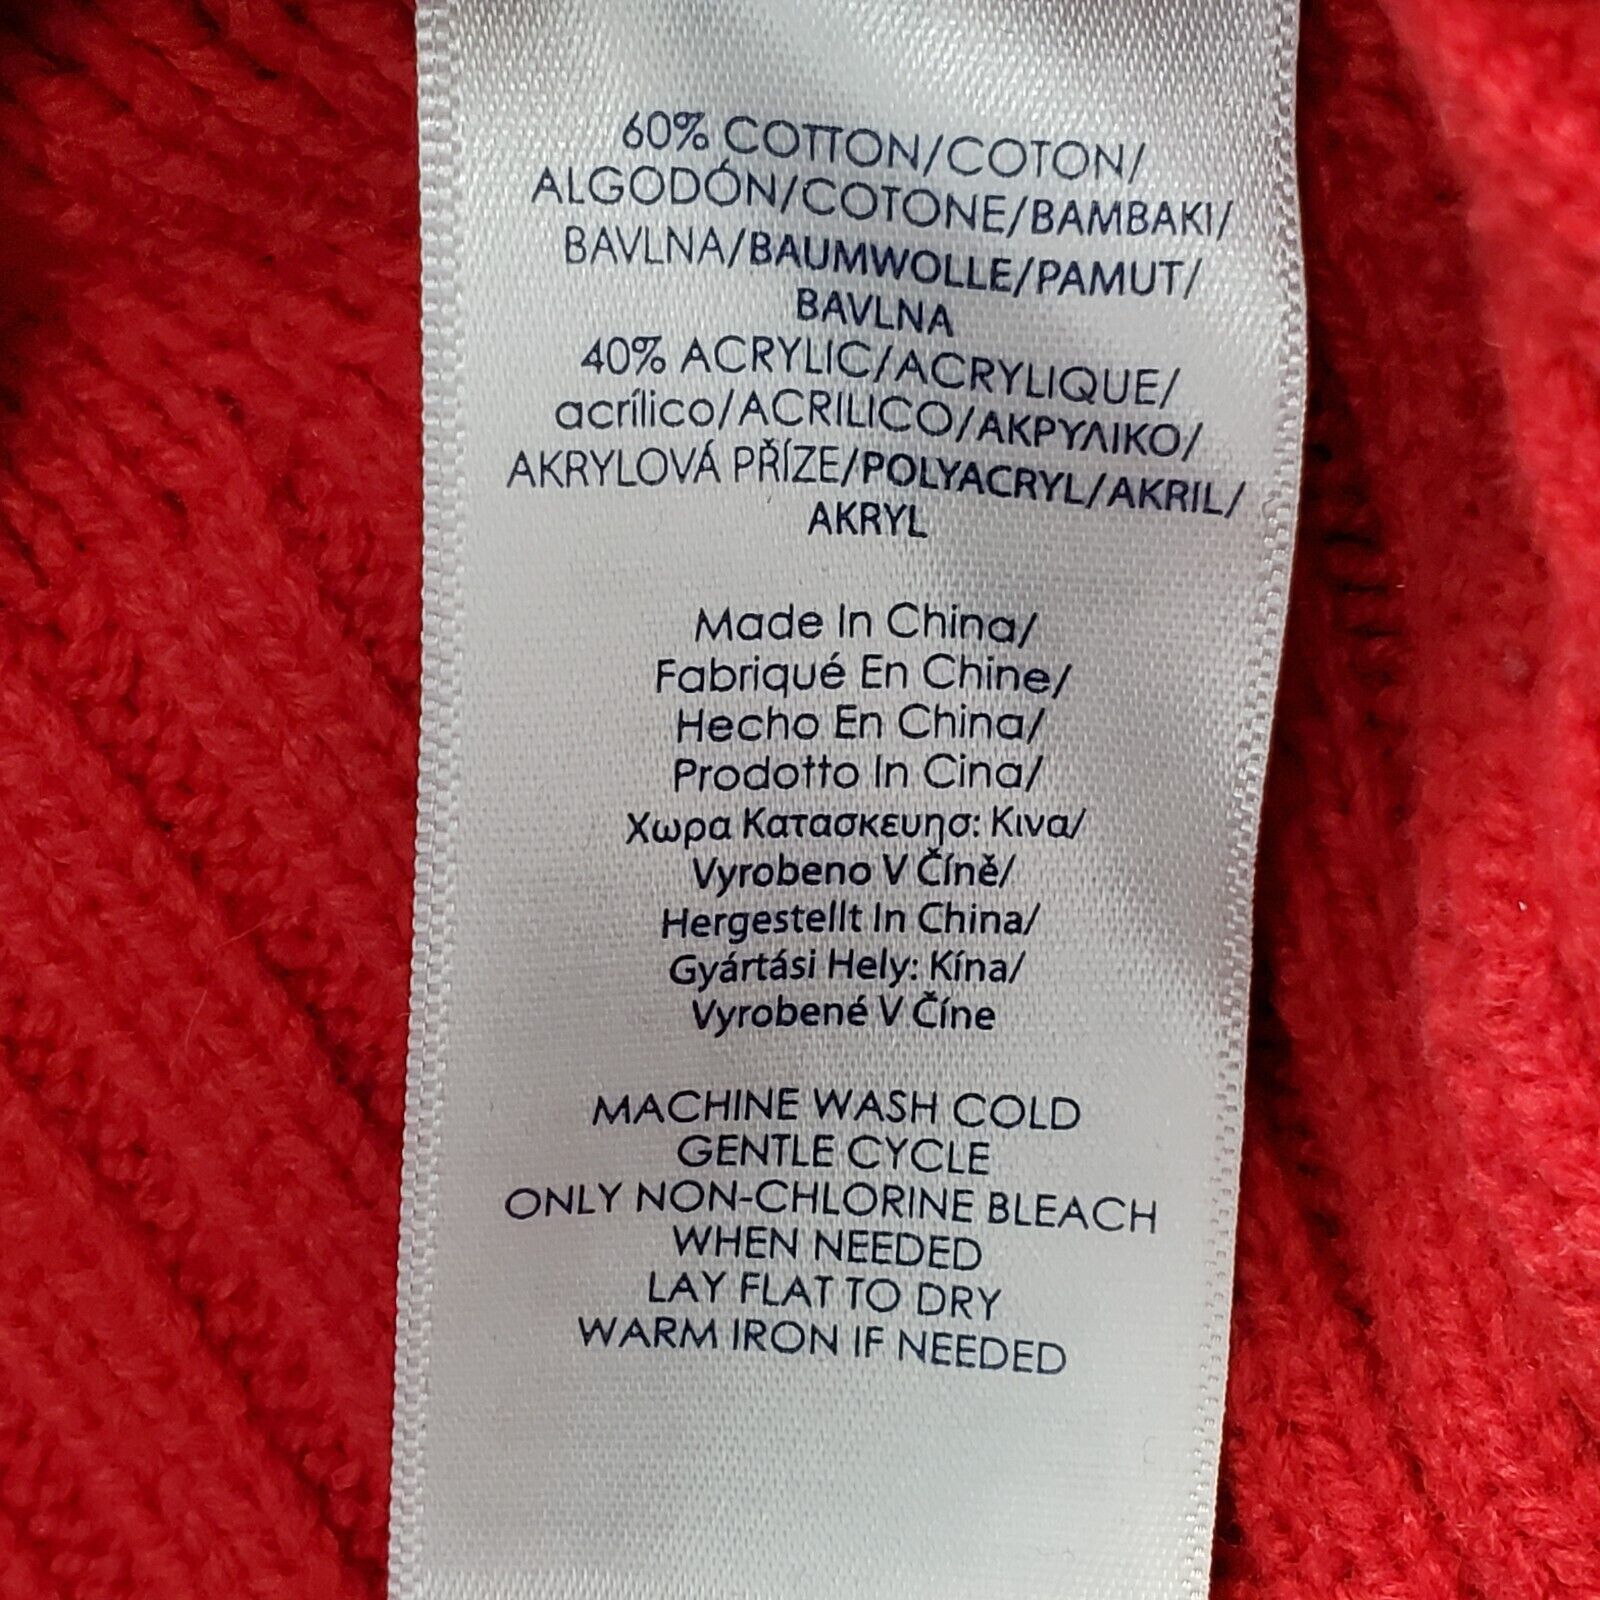 60% COTTON/COTON/
ALGODÓN/COTONE/BAMBAKI/
BAVLNA/BAUMWOLLE/PAMUT/
BAVLNA
40% ACRYLIC/ACRYLIQUE/
acrílico/ACRILICO/ΑΚΡΥΛΙΚΟ/
AKRYLOVÁ PŘÍZE/POLYACRYL/AKRIL/
AKRYL
Made In China/
Fabriqué En Chine/
Hecho En China/
Prodotto In Cina/
Χωρα Κατασκευησ: Κινα/
Vyrobeno V Číně/
Hergestellt In China/
Gyártási Hely: Kína/
Vyrobené V Číne
MACHINE WASH COLD
GENTLE CYCLE
ONLY NON-CHLORINE BLEACH
WHEN NEEDED
LAY FLAT TO DRY
WARM IRON IF NEEDED